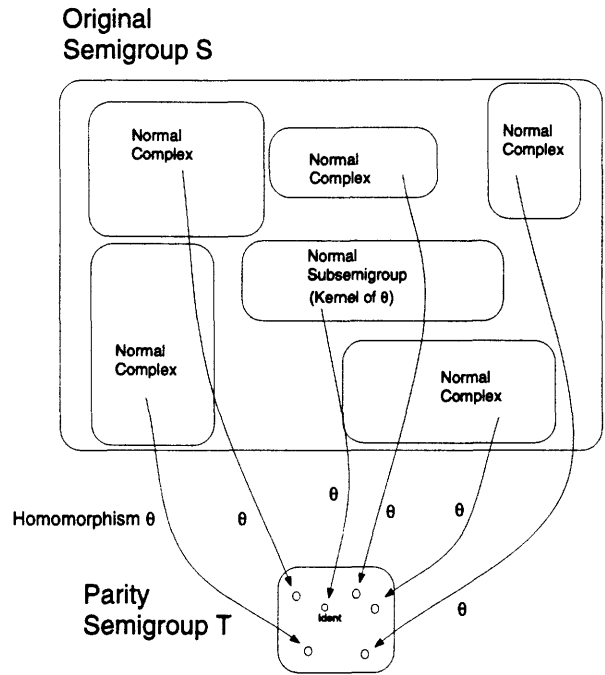 Original
Semigroup S
Normal
Complex
Normal
Complex
Normal
Complex
Normal
Subsemigroup
(Kernel of θ)
Normal
Complex
Normal
Complex
Homomorphism θ
θ
θ
θ
θ
θ
Parity
Semigroup T
Ident